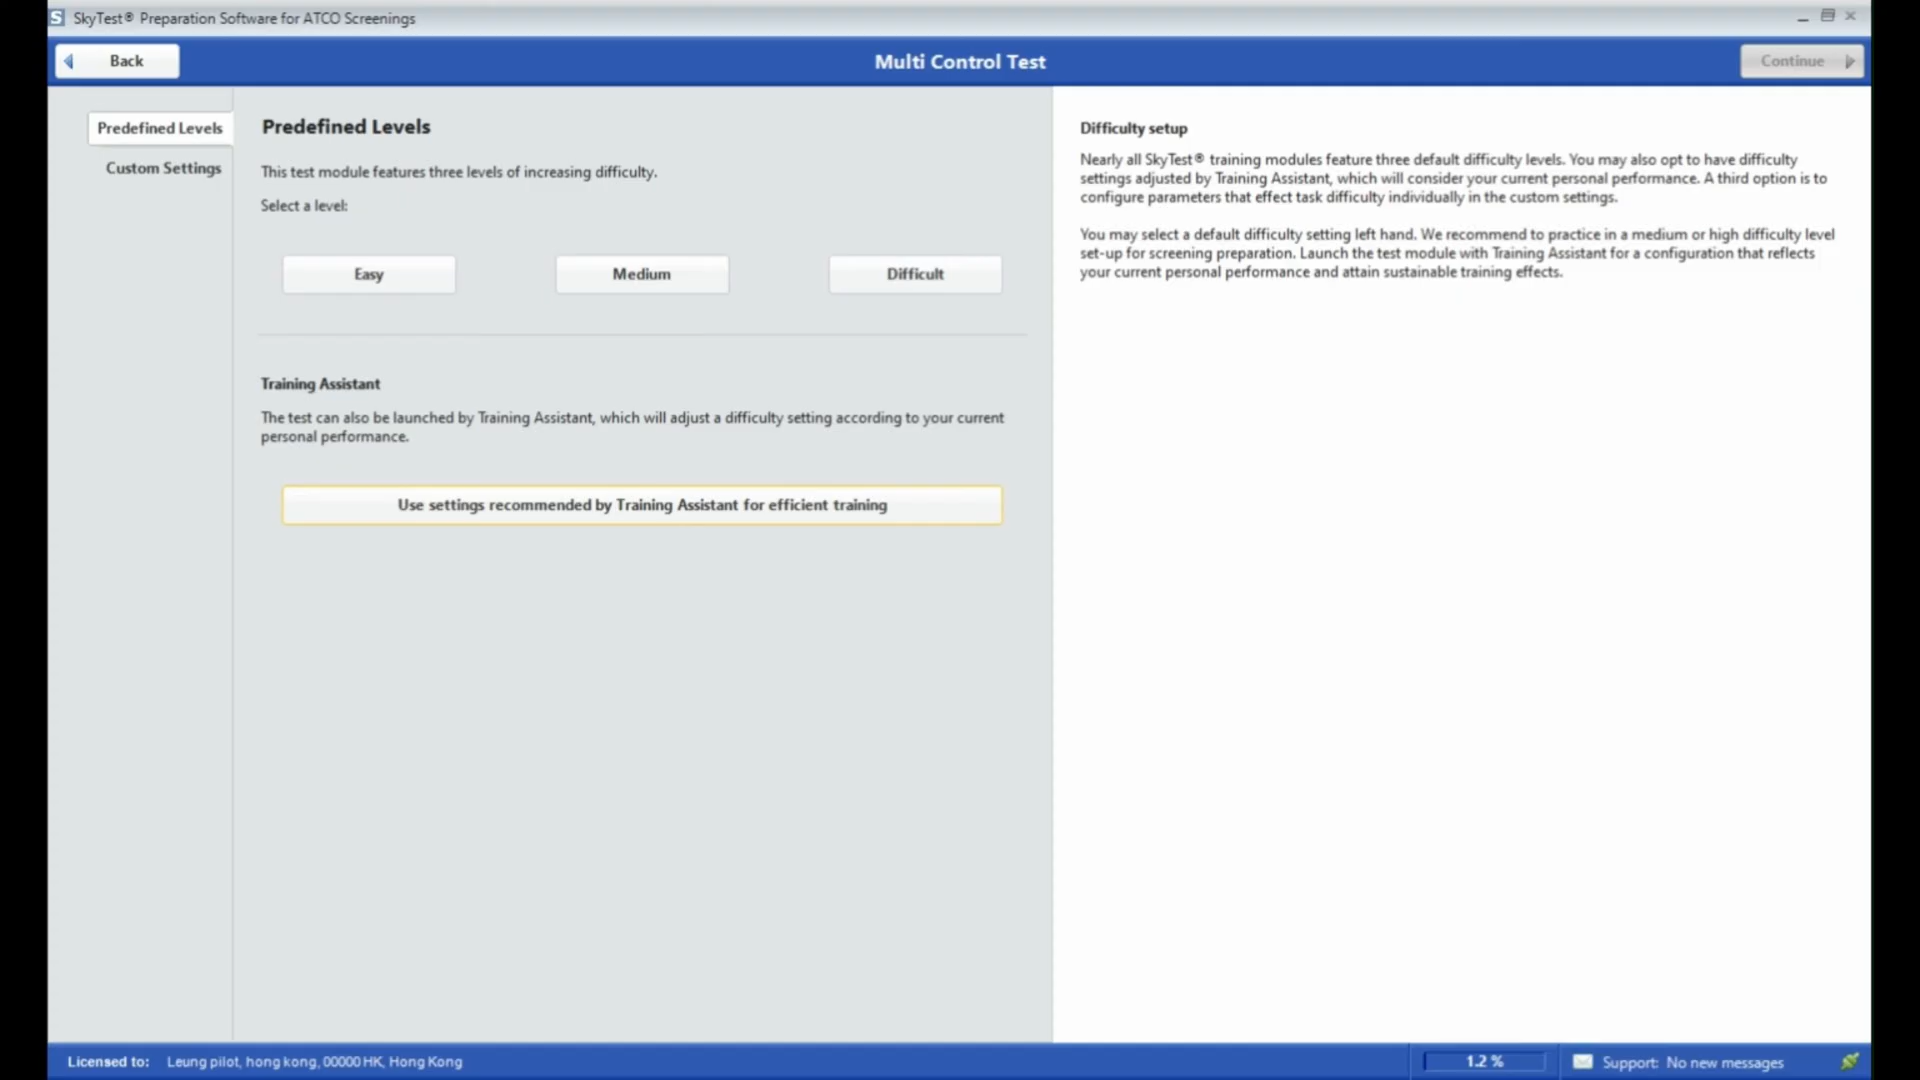 SkyTest® Preparation Software for ATCO Screenings
Back
Multi Control Test
Continue
Predefined Levels
Custom Settings
Predefined Levels
This test module features three levels of increasing difficulty.
Select a level:
Easy
Medium
Difficult
Training Assistant
The test can also be launched by Training Assistant, which will adjust a difficulty setting according to your current
personal performance.
Use settings recommended by Training Assistant for efficient training
Difficulty setup
Nearly all SkyTest® training modules feature three default difficulty levels. You may also opt to have difficulty
settings adjusted by Training Assistant, which will consider your current personal performance. A third option is to
configure parameters that effect task difficulty individually in the custom settings.
You may select a default difficulty setting left hand. We recommend to practice in a medium or high difficulty level
set-up for screening preparation. Launch the test module with Training Assistant for a configuration that reflects
your current personal performance and attain sustainable training effects.
Licensed to: Leung pilot, hong kong, 00000 HK, Hong Kong
1.2 %
Support: No new messages